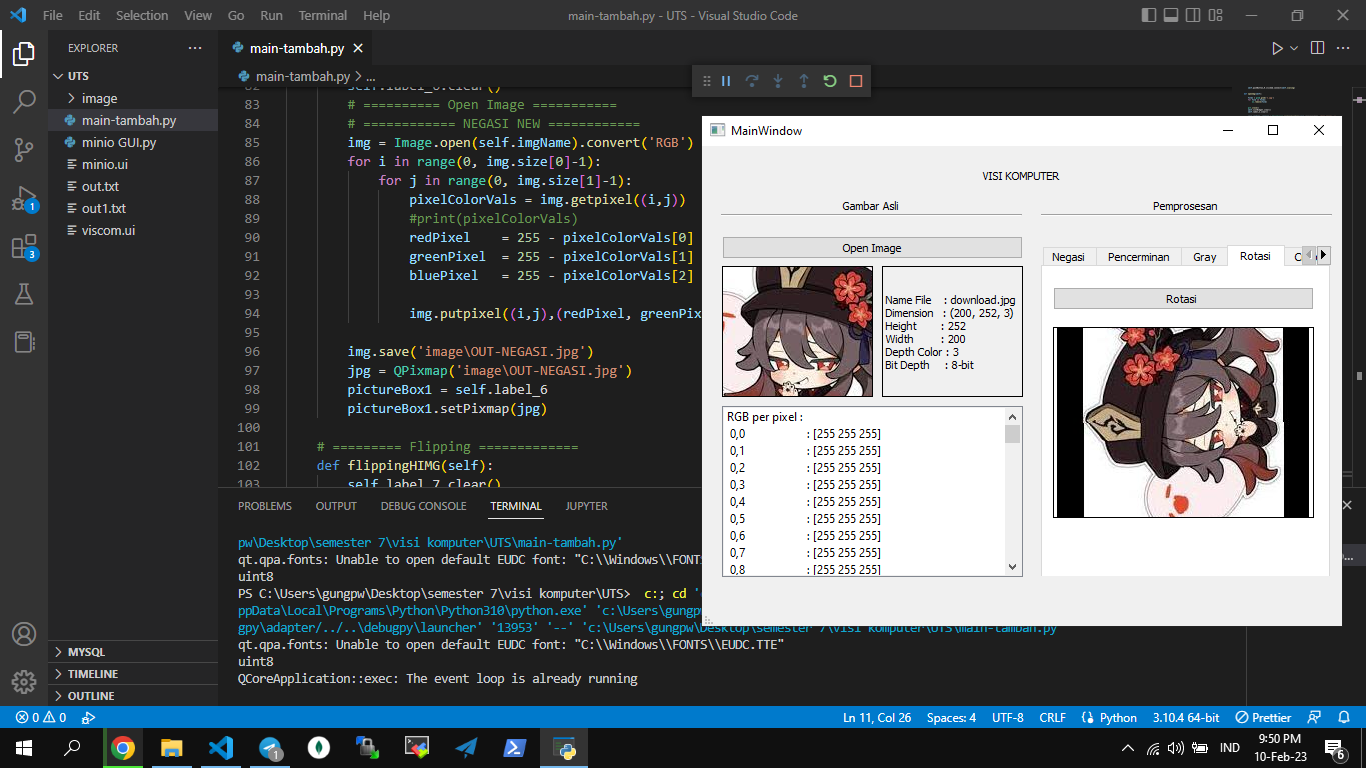 File Edit Selection View Go Run Terminal Help
main-tambah.py - UTS - Visual Studio Code
EXPLORER
UTS
image
main-tambah.py
minio GUI.py
minio.ui
out.txt
out1.txt
viscom.ui
MYSQL
TIMELINE
OUTLINE
1
3
main-tambah.py
main-tambah.py > ...
82 self.label_6.clear()
83 # ========== Open Image ===========
84 # ============ NEGASI NEW ============
85 img = Image.open(self.imgName).convert('RGB')
86 for i in range(0, img.size[0]-1):
87 for j in range(0, img.size[1]-1):
88 pixelColorVals = img.getpixel((i,j))
89 #print(pixelColorVals)
90 redPixel = 255 - pixelColorVals[0]
91 greenPixel = 255 - pixelColorVals[1]
92 bluePixel = 255 - pixelColorVals[2]
93
94 img.putpixel((i,j),(redPixel, greenPix
95
96 img.save('image\OUT-NEGASI.jpg')
97 jpg = QPixmap('image\OUT-NEGASI.jpg')
98 pictureBox1 = self.label_6
99 pictureBox1.setPixmap(jpg)
100
101 # ========= Flipping =============
102 def flippingHIMG(self):
103 self.label_7.clear()
PROBLEMS OUTPUT DEBUG CONSOLE TERMINAL JUPYTER
pw\Desktop\semester 7\visi komputer\UTS\main-tambah.py'
qt.qpa.fonts: Unable to open default EUDC font: "C:\\Windows\\FONTS
uint8
PS C:\Users\gungpw\Desktop\semester 7\visi komputer\UTS> c:; cd '
ppData\Local\Programs\Python\Python310\python.exe' 'c:\Users\gungpw
gpy\adapter/../..\debugpy\launcher' '13953' '--' 'c:\Users\gungpw\Desktop\semester 7\visi komputer\UTS\main-tambah.py'
qt.qpa.fonts: Unable to open default EUDC font: "C:\\Windows\\FONTS\\EUDC.TTE"
uint8
QCoreApplication::exec: The event loop is already running
MainWindow
VISI KOMPUTER
Gambar Asli
Pemprosesan
Open Image
Name File : download.jpg
Dimension : (200, 252, 3)
Height : 252
Width : 200
Depth Color : 3
Bit Depth : 8-bit
RGB per pixel :
0,0 : [255 255 255]
0,1 : [255 255 255]
0,2 : [255 255 255]
0,3 : [255 255 255]
0,4 : [255 255 255]
0,5 : [255 255 255]
0,6 : [255 255 255]
0,7 : [255 255 255]
0,8 : [255 255 255]
Negasi Pencerminan Gray Rotasi
Rotasi
0 0 Ln 11, Col 26 Spaces: 4 UTF-8 CRLF Python 3.10.4 64-bit Prettier
1
IND
9:50 PM
10-Feb-23
6